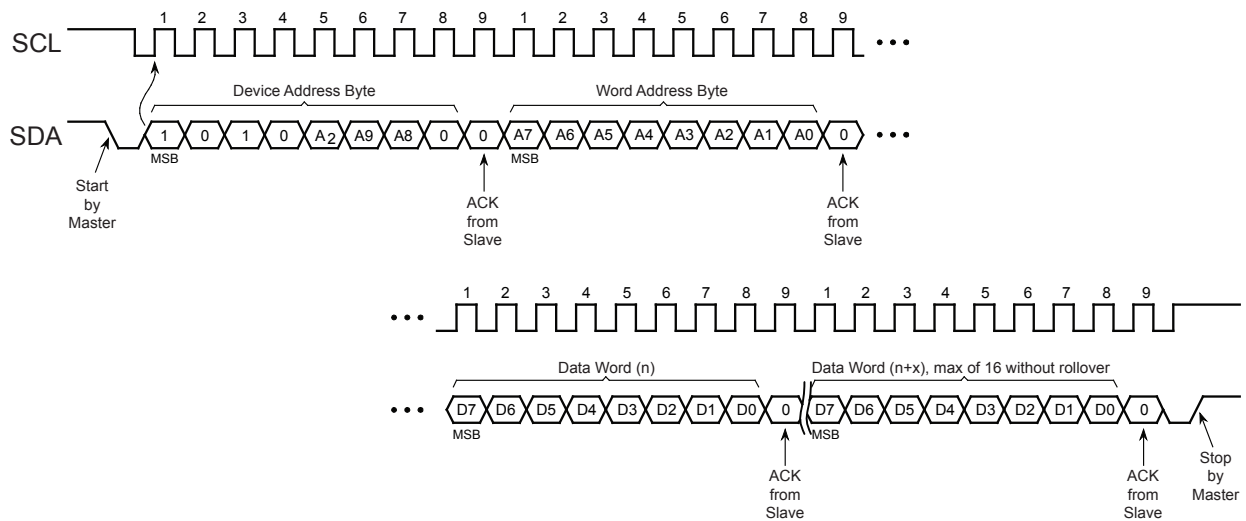 1 2 3 4 5 6 7 8 9 1 2 3 4 5 6 7 8 9
SCL
Device Address Byte Word Address Byte
SDA 1 0 1 0 A2 A9 A8 0 0 A7 A6 A5 A4 A3 A2 A1 A0 0
MSB MSB
Start
by
Master
ACK
from
Slave
ACK
from
Slave
1 2 3 4 5 6 7 8 9 1 2 3 4 5 6 7 8 9
Data Word (n) Data Word (n+x), max of 16 without rollover
D7 D6 D5 D4 D3 D2 D1 D0 0 D7 D6 D5 D4 D3 D2 D1 D0 0
MSB MSB
ACK
from
Slave
ACK
from
Slave
Stop
by
Master